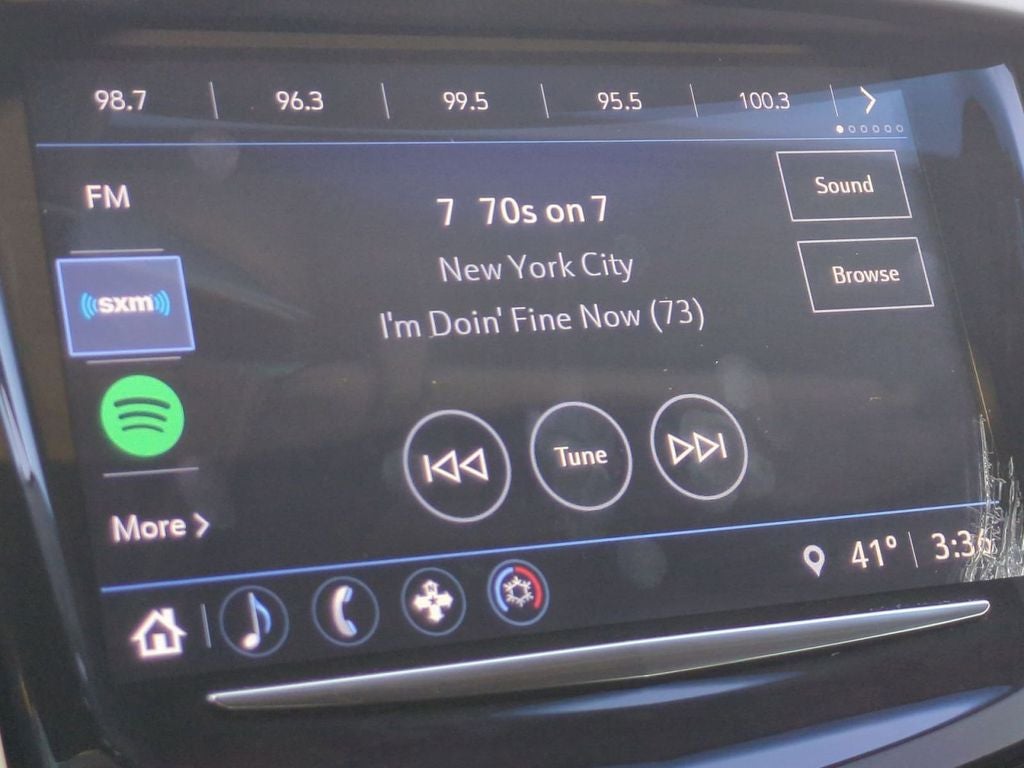 98.7 96.3 99.5 95.5 100.3
FM
Sound
7 70s on 7
New York City
Browse
sxm
I'm Doin' Fine Now (73)
Tune
More
41°
N